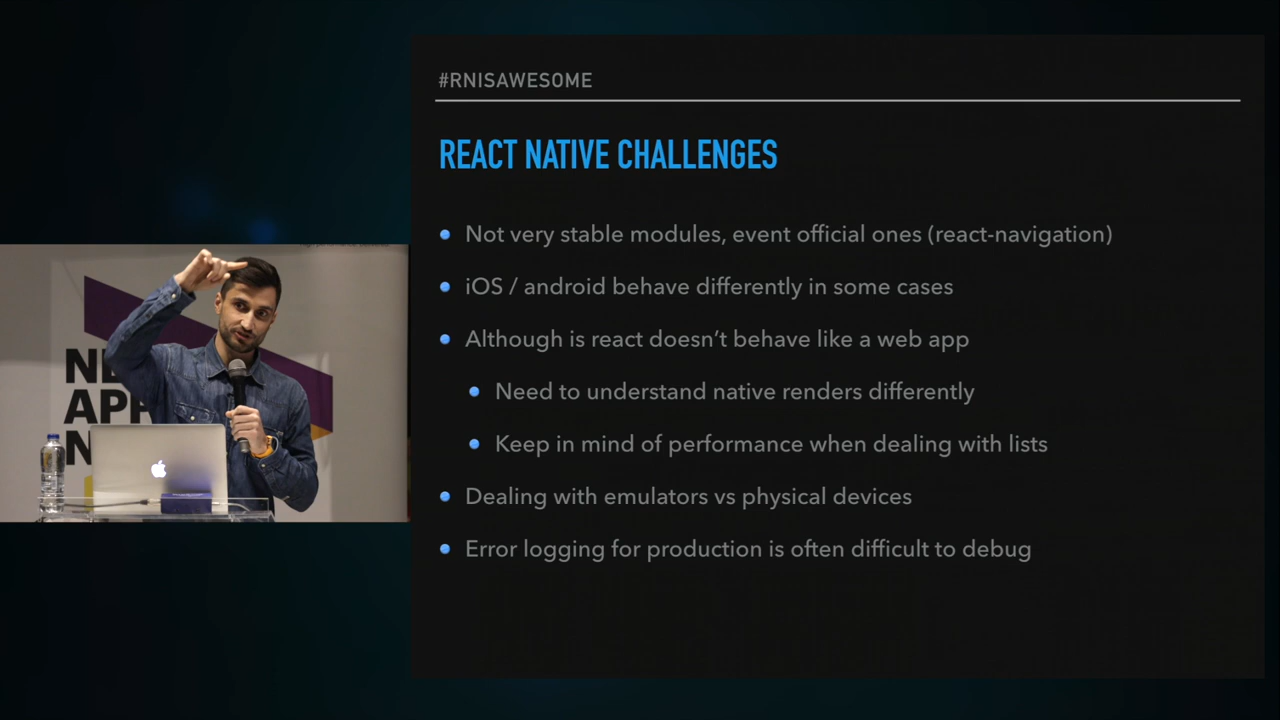 #RNISAWESOME
REACT NATIVE CHALLENGES
Not very stable modules, event official ones (react-navigation)
iOS / android behave differently in some cases
Although is react doesn't behave like a web app
Need to understand native renders differently
Keep in mind of performance when dealing with lists
Dealing with emulators vs physical devices
Error logging for production is often difficult to debug